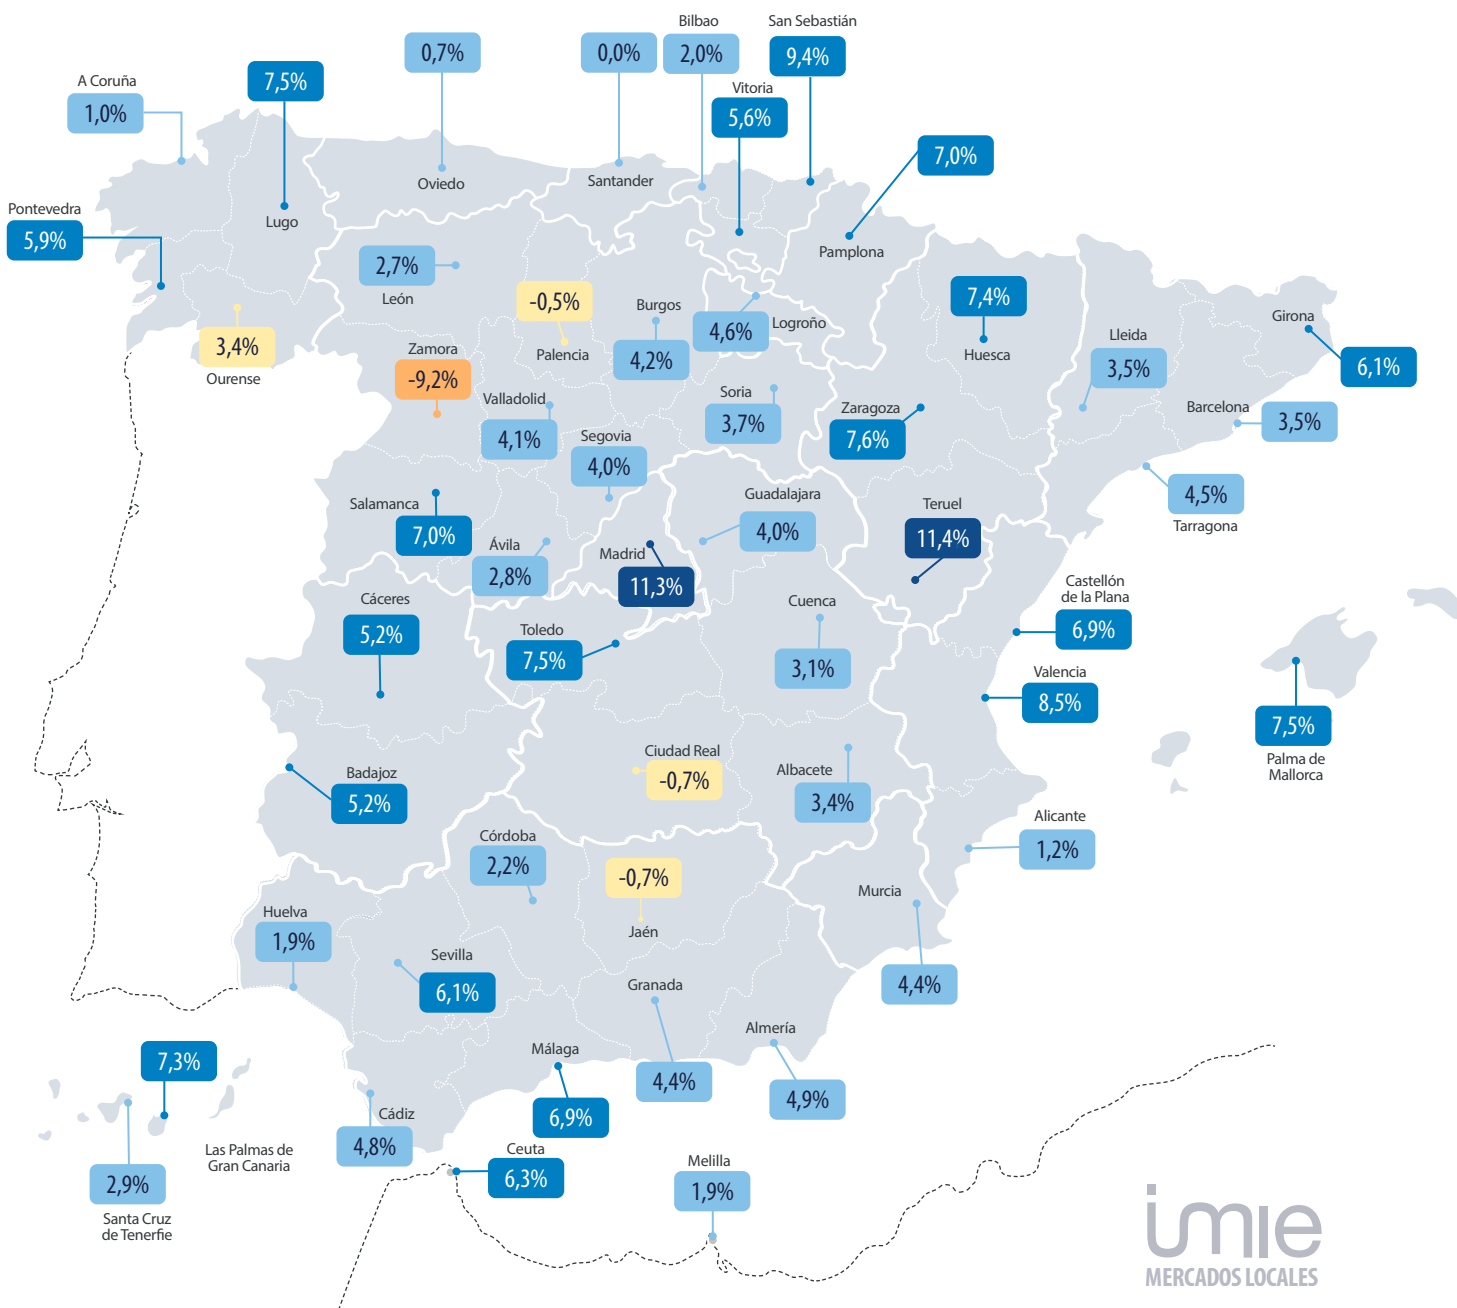 Bilbao
2,0%
San Sebastián
9,4%
0,7%
Oviedo
0,0%
Santander
A Coruña
1,0%
7,5%
Lugo
Vitoria
5,6%
7,0%
Pamplona
Pontevedra
5,9%
2,7%
León
-0,5%
Palencia
Burgos
4,2%
4,6%
Logroño
7,4%
Huesca
Girona
6,1%
Lleida
3,5%
3,4%
Ourense
Zamora
-9,2%
Valladolid
4,1%
Segovia
4,0%
Soria
3,7%
Zaragoza
7,6%
Barcelona
3,5%
4,5%
Tarragona
Salamanca
7,0%
Ávila
2,8%
Madrid
11,3%
Guadalajara
4,0%
Teruel
11,4%
Castellón
de la Plana
6,9%
Cáceres
5,2%
Toledo
7,5%
Cuenca
3,1%
Valencia
8,5%
7,5%
Palma de
Mallorca
Badajoz
5,2%
Ciudad Real
-0,7%
Albacete
3,4%
Alicante
1,2%
Córdoba
2,2%
-0,7%
Jaén
Murcia
4,4%
Huelva
1,9%
Sevilla
6,1%
Granada
4,4%
Almería
4,9%
Málaga
6,9%
7,3%
Las Palmas de
Gran Canaria
Cádiz
4,8%
Ceuta
6,3%
Melilla
1,9%
2,9%
Santa Cruz
de Tenerfie
imie
MERCADOS LOCALES